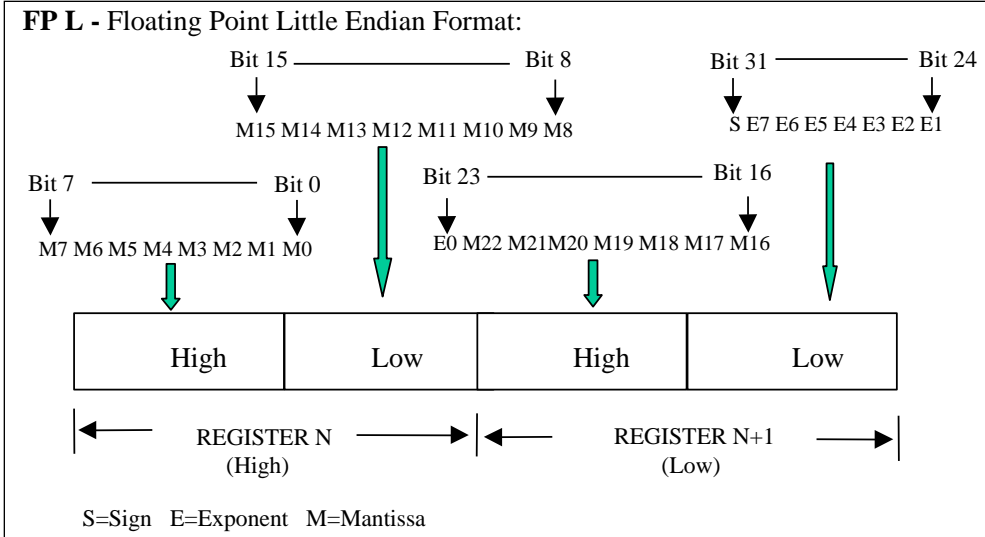 FP L - Floating Point Little Endian Format:
Bit 15 Bit 8
Bit 31 Bit 24
M15 M14 M13 M12 M11 M10 M9 M8
S E7 E6 E5 E4 E3 E2 E1
Bit 7 Bit 0
Bit 23 Bit 16
M7 M6 M5 M4 M3 M2 M1 M0
E0 M22 M21M20 M19 M18 M17 M16
High Low High Low
REGISTER N
(High)
REGISTER N+1
(Low)
S=Sign E=Exponent M=Mantissa